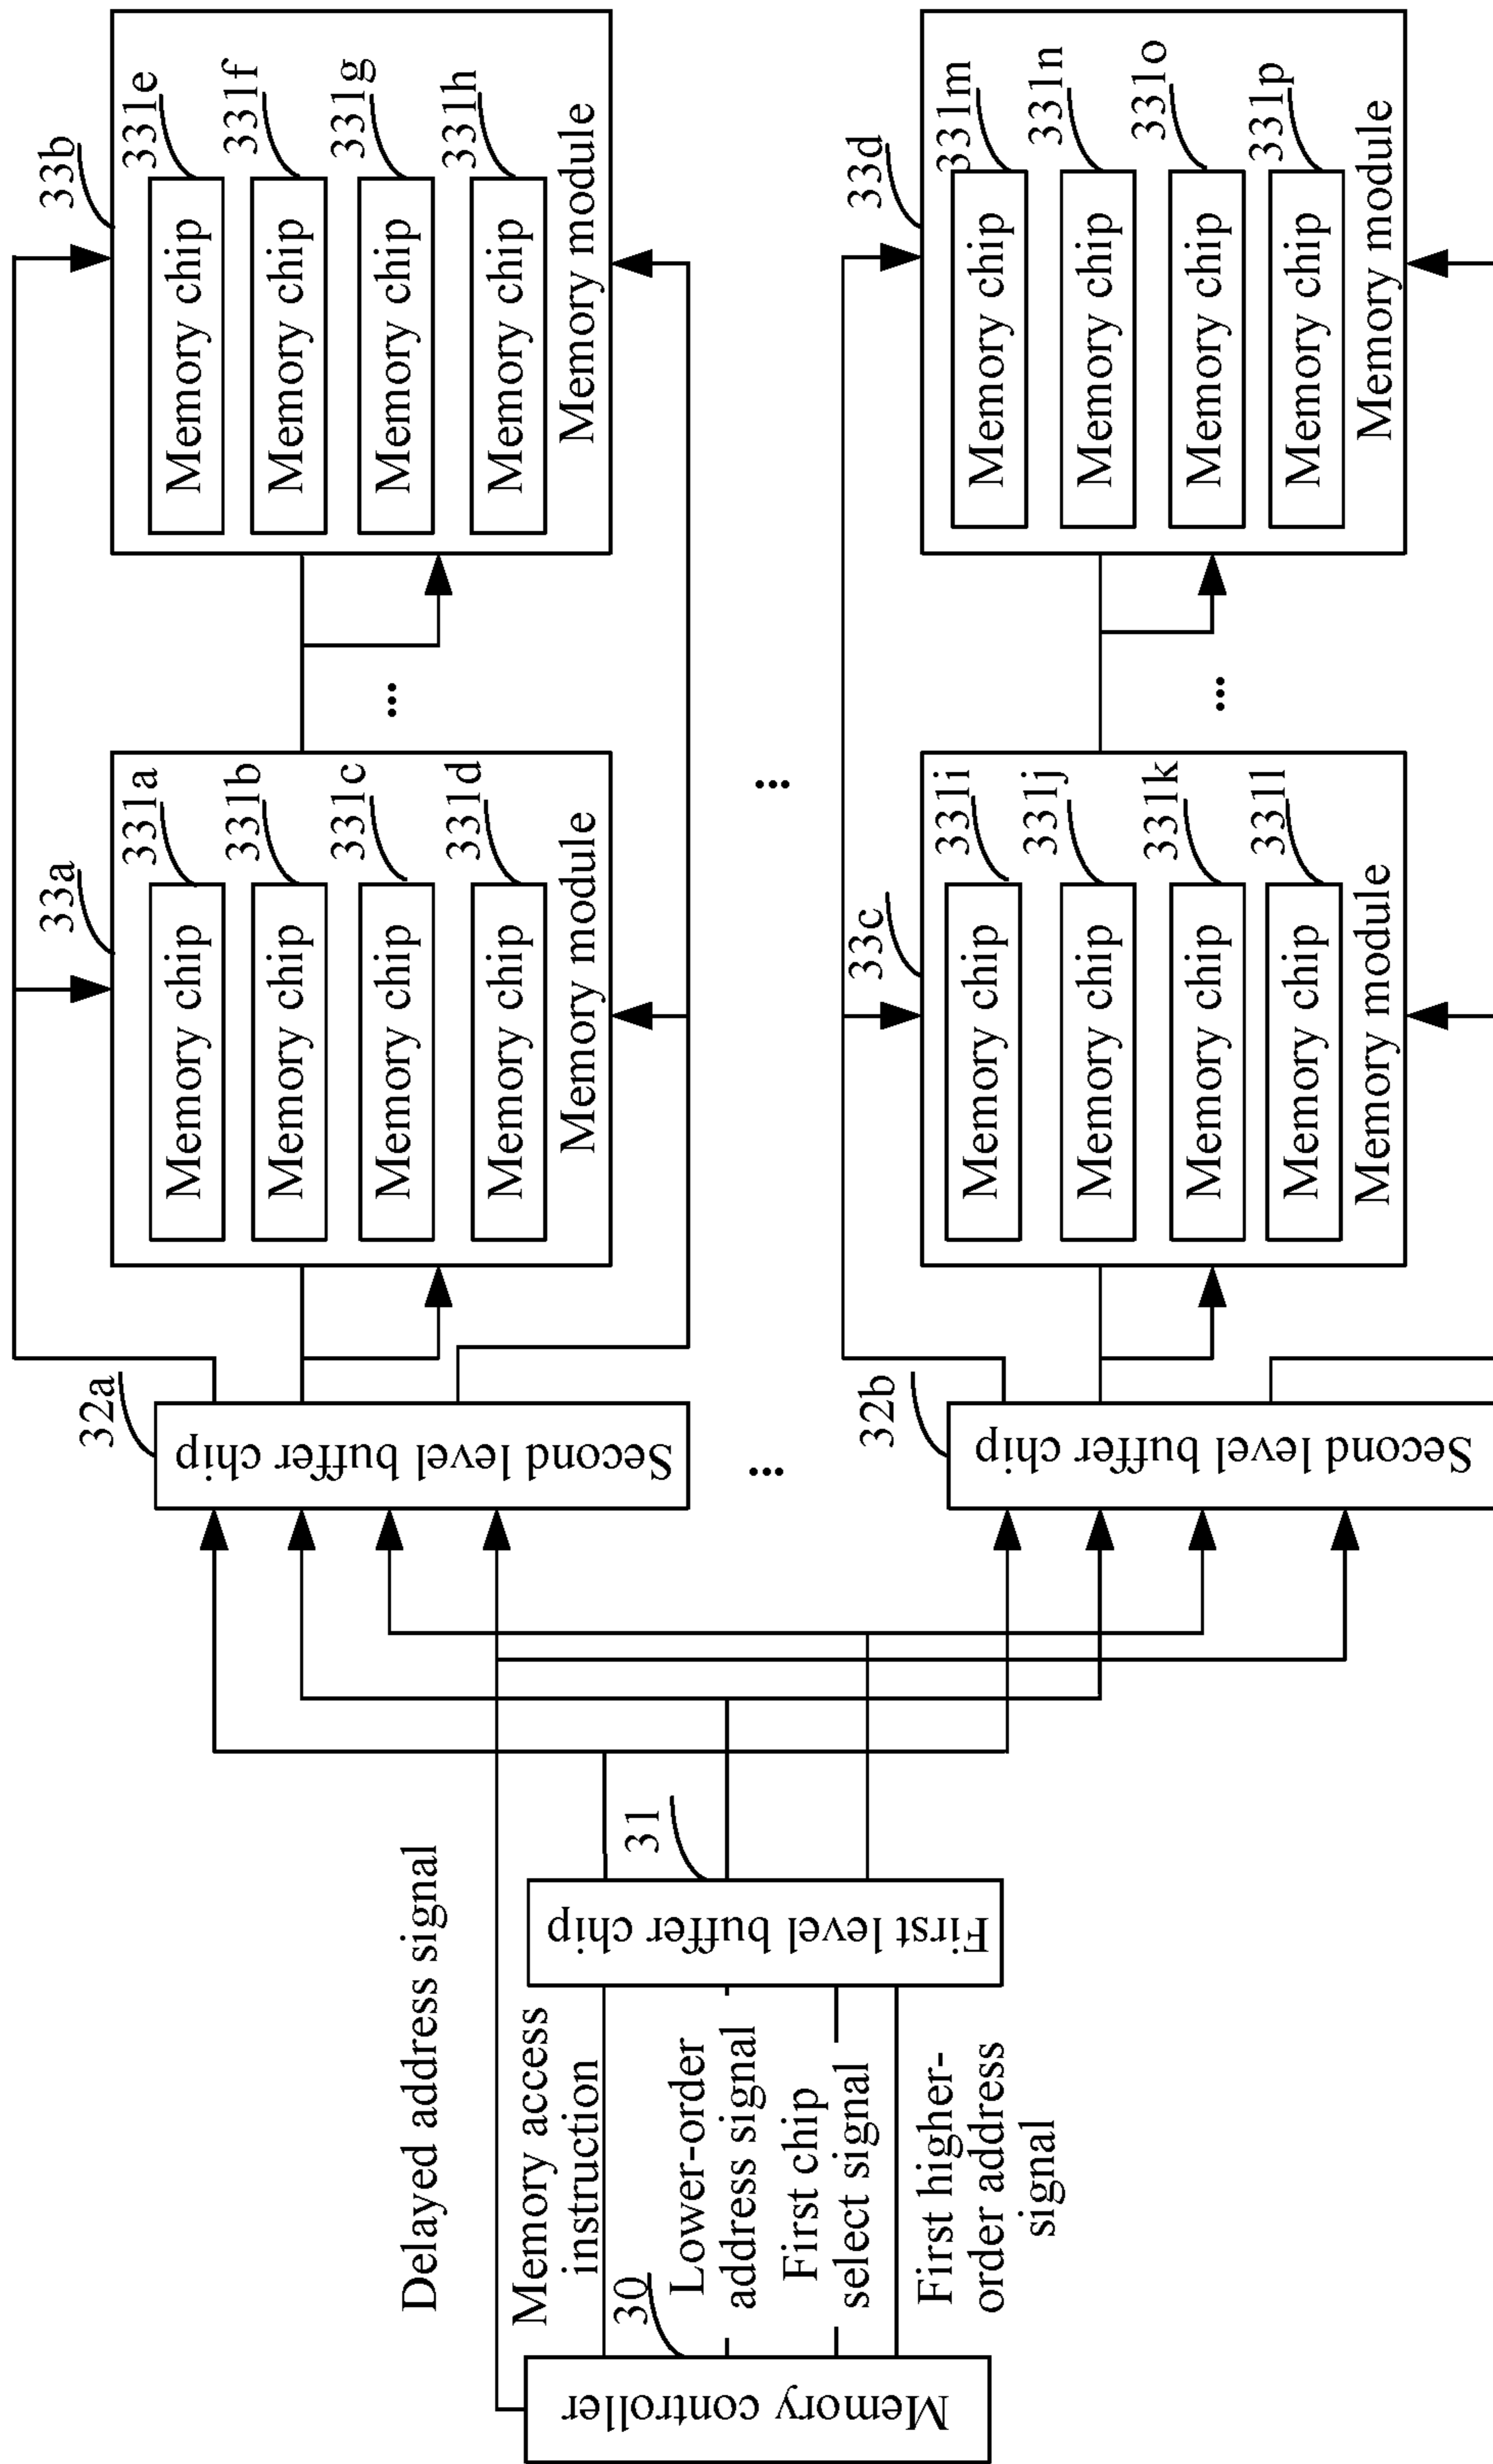 Memory controller
30
Delayed address signal
Memory access
instruction
Lower-order
address signal
First chip
select signal
First higher-
order address
signal
First level buffer chip
31
Second level buffer chip
32a
...
Second level buffer chip
32b
33a
Memory chip
331a
Memory chip
331b
Memory chip
331c
Memory chip
331d
Memory module
...
33b
Memory chip
331e
Memory chip
331f
Memory chip
331g
Memory chip
331h
Memory module
...
33c
Memory chip
331i
Memory chip
331j
Memory chip
331k
Memory chip
331l
Memory module
...
33d
Memory chip
331m
Memory chip
331n
Memory chip
331o
Memory chip
331p
Memory module